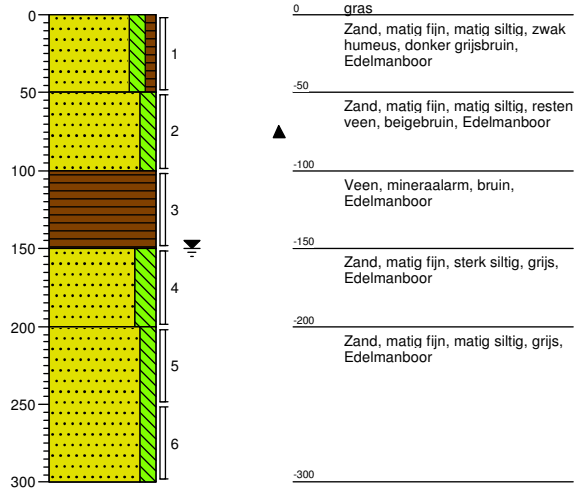 0
50
100
150
200
250
300
1
2
3
4
5
6
0
gras
Zand, matig fijn, matig siltig, zwak
humeus, donker grijsbruin,
Edelmanboor
-50
Zand, matig fijn, matig siltig, resten
veen, beigebruin, Edelmanboor
-100
Veen, mineraalarm, bruin,
Edelmanboor
-150
Zand, matig fijn, sterk siltig, grijs,
Edelmanboor
-200
Zand, matig fijn, matig siltig, grijs,
Edelmanboor
-300